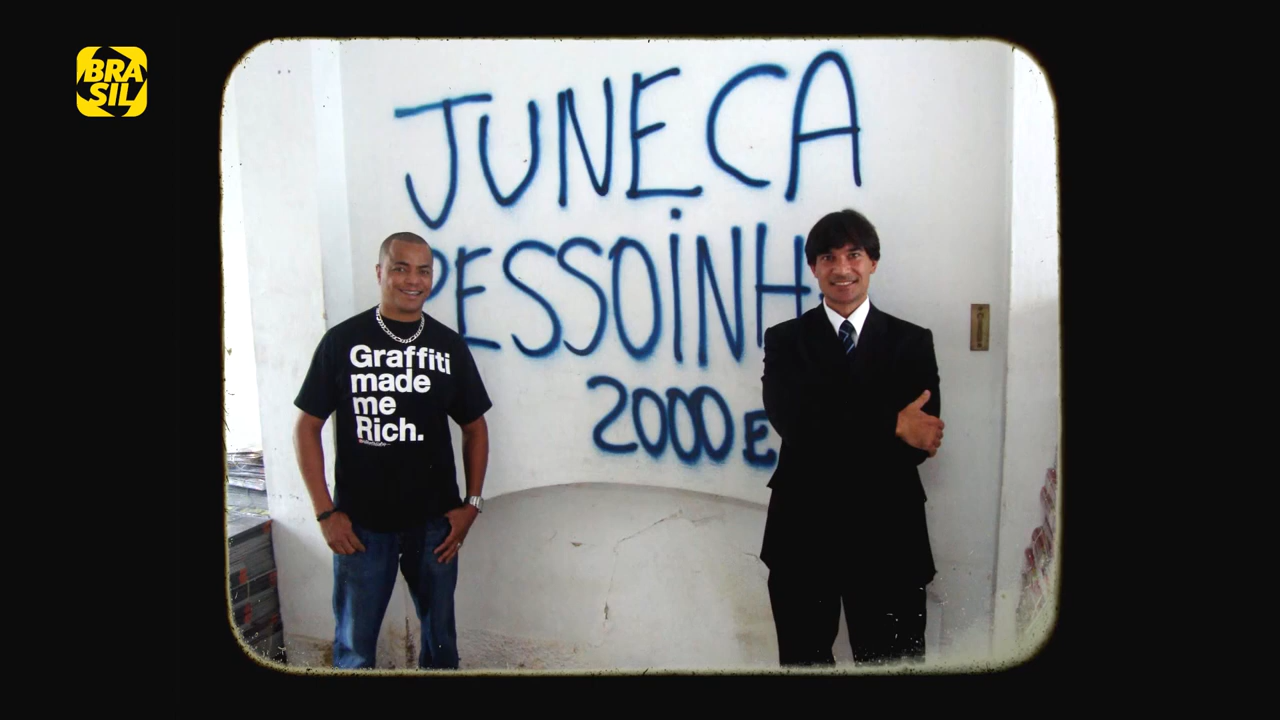 BRA
SIL
JUNECA
PESSOINH
2000 E
Graffiti
made
me
Rich.